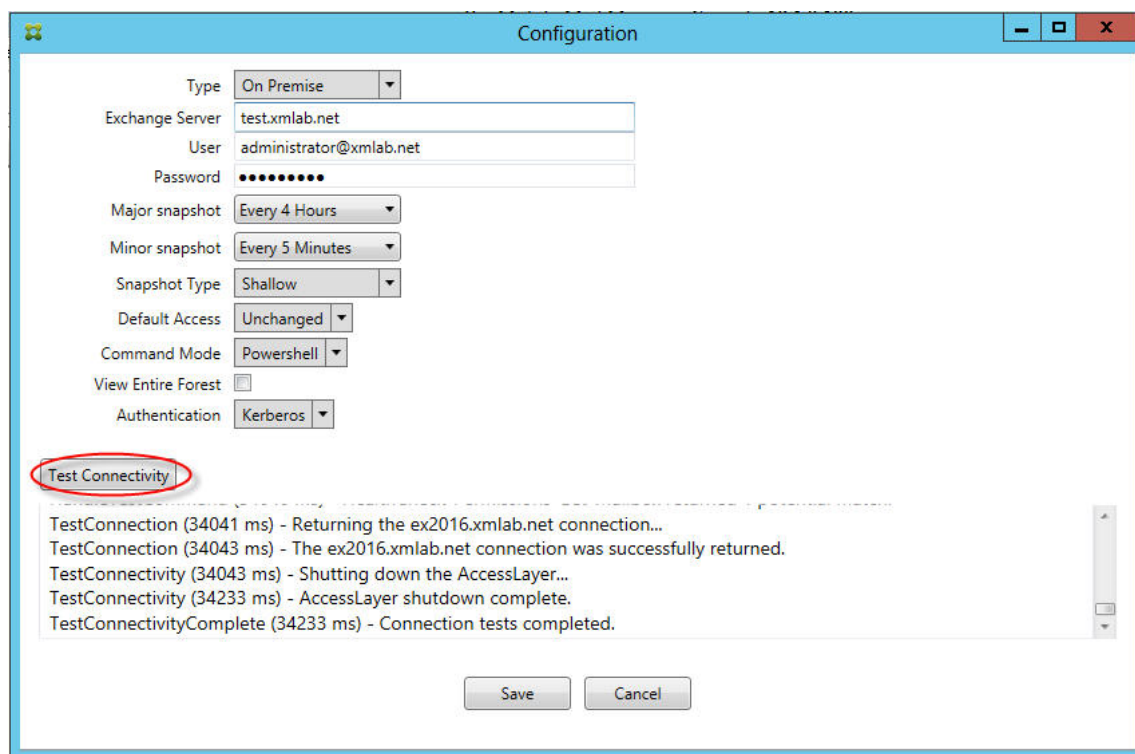 Configuration
Type On Premise
Exchange Server test.xmlab.net
User administrator@xmlab.net
Password ●●●●●●●●●
Major snapshot Every 4 Hours
Minor snapshot Every 5 Minutes
Snapshot Type Shallow
Default Access Unchanged
Command Mode Powershell
View Entire Forest
Authentication Kerberos
Test Connectivity
TestConnection (34041 ms) - Returning the ex2016.xmlab.net connection...
TestConnection (34043 ms) - The ex2016.xmlab.net connection was successfully returned.
TestConnectivity (34043 ms) - Shutting down the AccessLayer...
TestConnectivity (34233 ms) - AccessLayer shutdown complete.
TestConnectivityComplete (34233 ms) - Connection tests completed.
Save Cancel